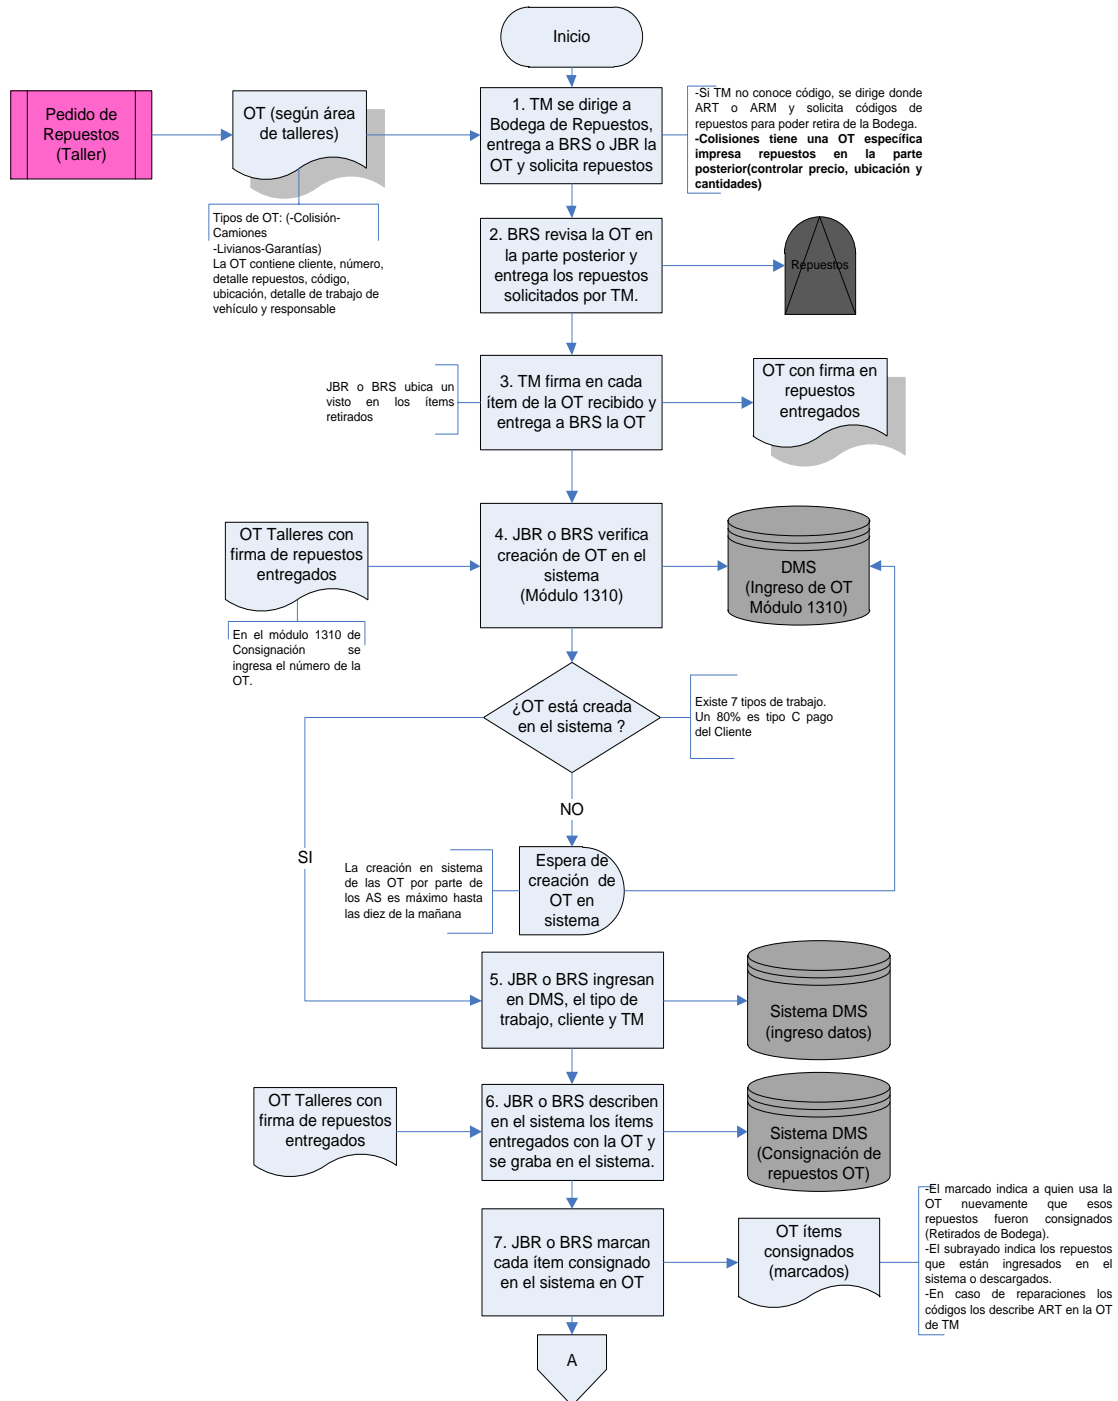 Inicio
Pedido de
Repuestos
(Taller)
OT (según área
de talleres)
1. TM se dirige a
Bodega de Repuestos,
entrega a BRS o JBR la
OT y solicita repuestos
-Si TM no conoce código, se dirige donde
ART o ARM y solicita códigos de
repuestos para poder retira de la Bodega.
-Colisiones tiene una OT específica
impresa repuestos en la parte
posterior(controlar precio, ubicación y
cantidades)
Tipos de OT: (-Colisión-
Camiones
-Livianos-Garantías)
La OT contiene cliente, número,
detalle repuestos, código,
ubicación, detalle de trabajo de
vehículo y responsable
2. BRS revisa la OT en
la parte posterior y
entrega los repuestos
solicitados por TM.
Repuestos
JBR o BRS ubica un
visto en los ítems
retirados
3. TM firma en cada
ítem de la OT recibido y
entrega a BRS la OT
OT con firma en
repuestos
entregados
OT Talleres con
firma de repuestos
entregados
4. JBR o BRS verifica
creación de OT en el
sistema
(Módulo 1310)
DMS
(Ingreso de OT
Módulo 1310)
En el módulo 1310 de
Consignación se
ingresa el número de la
OT.
¿OT está creada
en el sistema ?
Existe 7 tipos de trabajo.
Un 80% es tipo C pago
del Cliente
NO
SI
La creación en sistema
de las OT por parte de
los AS es máximo hasta
las diez de la mañana
Espera de
creación de
OT en
sistema
5. JBR o BRS ingresan
en DMS, el tipo de
trabajo, cliente y TM
Sistema DMS
(ingreso datos)
OT Talleres con
firma de repuestos
entregados
6. JBR o BRS describen
en el sistema los ítems
entregados con la OT y
se graba en el sistema.
Sistema DMS
(Consignación de
repuestos OT)
7. JBR o BRS marcan
cada ítem consignado
en el sistema en OT
OT ítems
consignados
(marcados)
-El marcado indica a quien usa la
OT nuevamente que esos
repuestos fueron consignados
(Retirados de Bodega).
-El subrayado indica los repuestos
que están ingresados en el
sistema o descargados.
-En caso de reparaciones los
códigos los describe ART en la OT
de TM
A